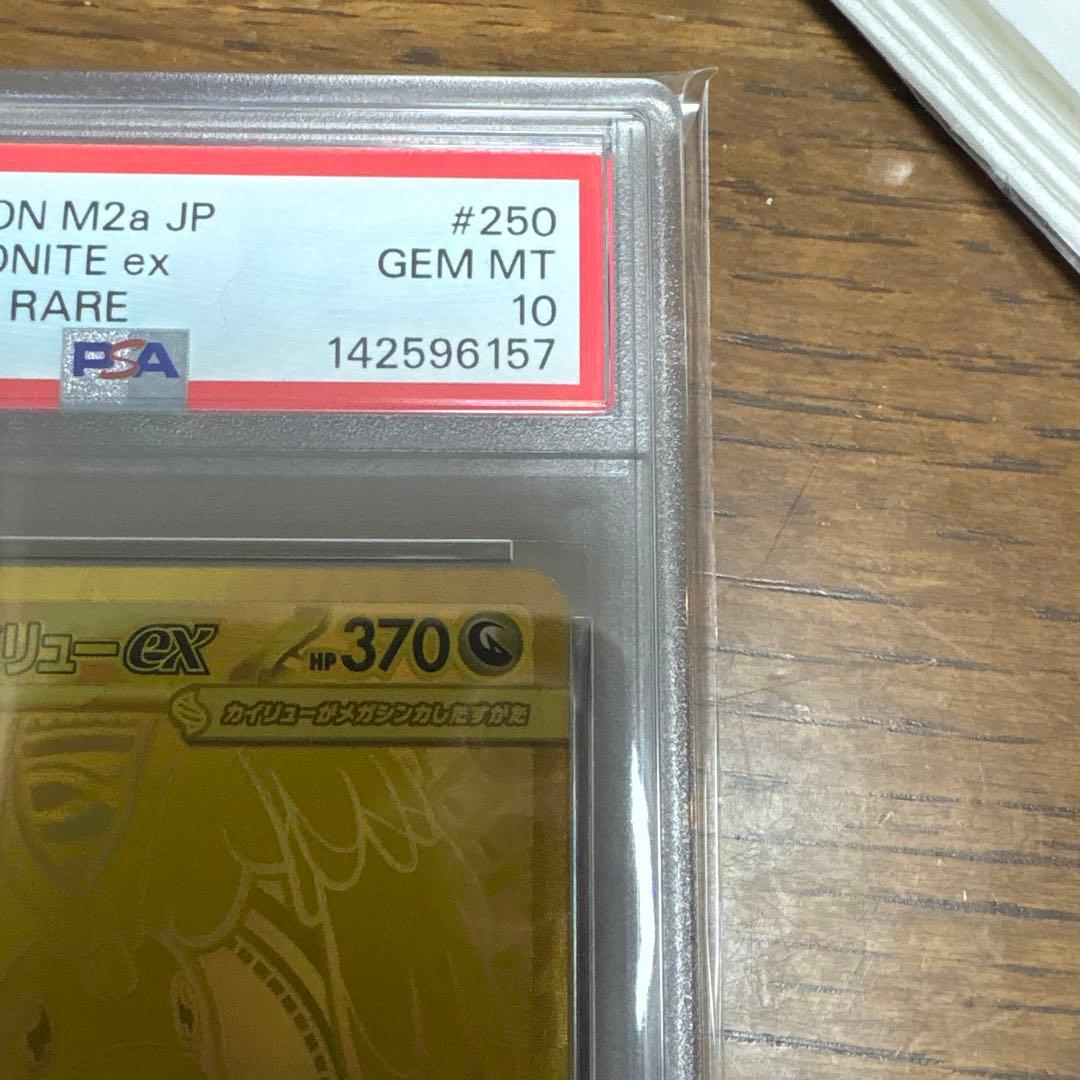 ON M2a JP #250
ONITE ex GEM MT
RARE 10
PSA 142596157
イリューex HP370
カイリューがメガシンカしたすがた